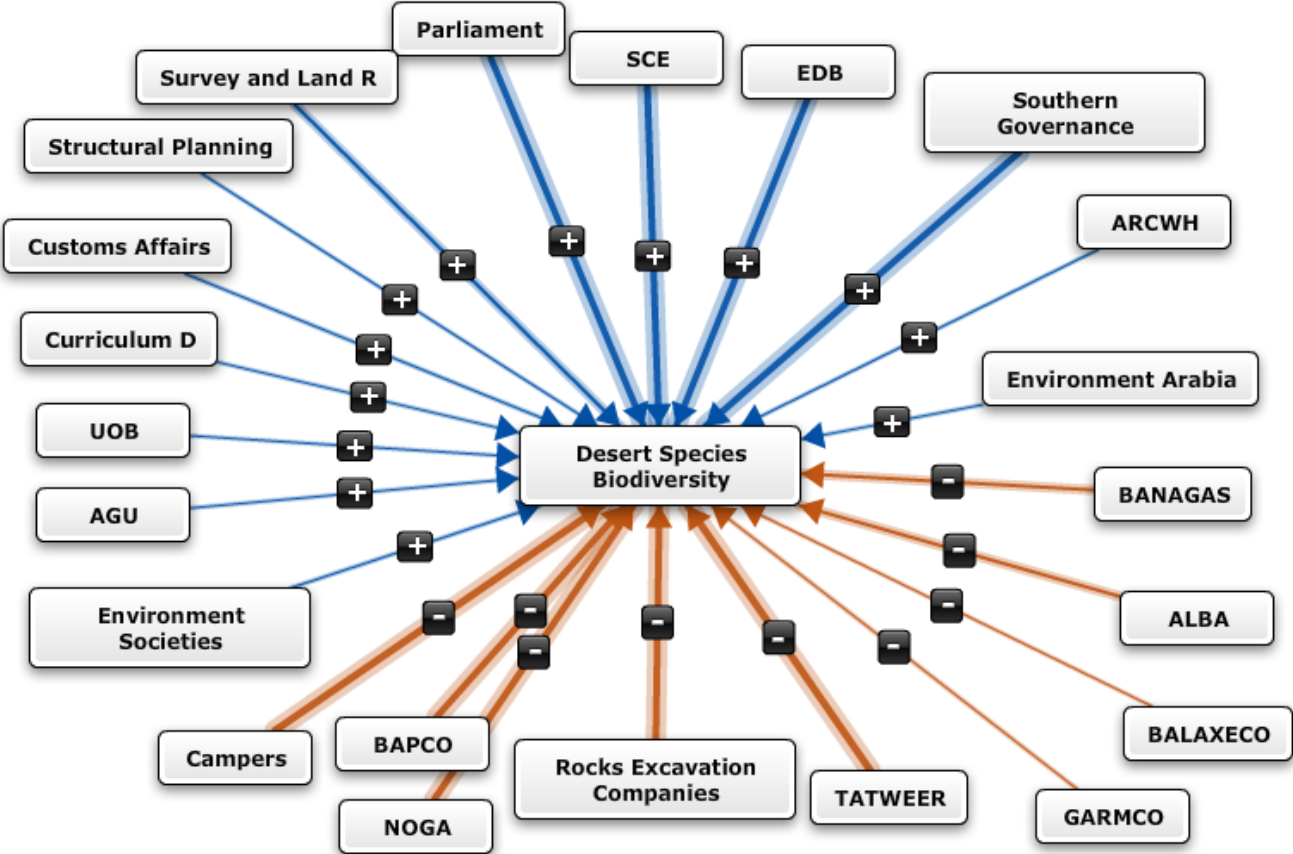 Parliament
SCE
EDB
Survey and Land R
Southern
Governance
Structural Planning
ARCWH
Customs Affairs
Curriculum D
Environment Arabia
UOB
Desert Species
Biodiversity
BANAGAS
AGU
ALBA
Environment
Societies
BALAXECO
Campers
BAPCO
Rocks Excavation
Companies
TATWEER
GARMCO
NOGA
+
+
+
+
+
+
+
+
+
+
+
+
+
-
-
-
-
-
-
-
-
-